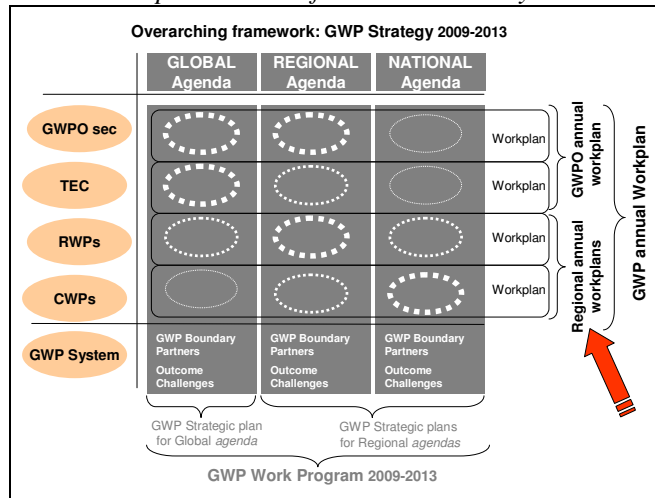 Overarching framework: GWP Strategy 2009-2013
GLOBAL
Agenda
REGIONAL
Agenda
NATIONAL
Agenda
GWPO sec
Workplan
TEC
Workplan
RWPs
Workplan
CWPs
Workplan
GWPO annual
workplan
Regional annual
workplans
GWP annual Workplan
GWP System
GWP Boundary
Partners
Outcome
Challenges
GWP Boundary
Partners
Outcome
Challenges
GWP Boundary
Partners
Outcome
Challenges
GWP Strategic plan
for Global agenda
GWP Strategic plans
for Regional agendas
GWP Work Program 2009-2013